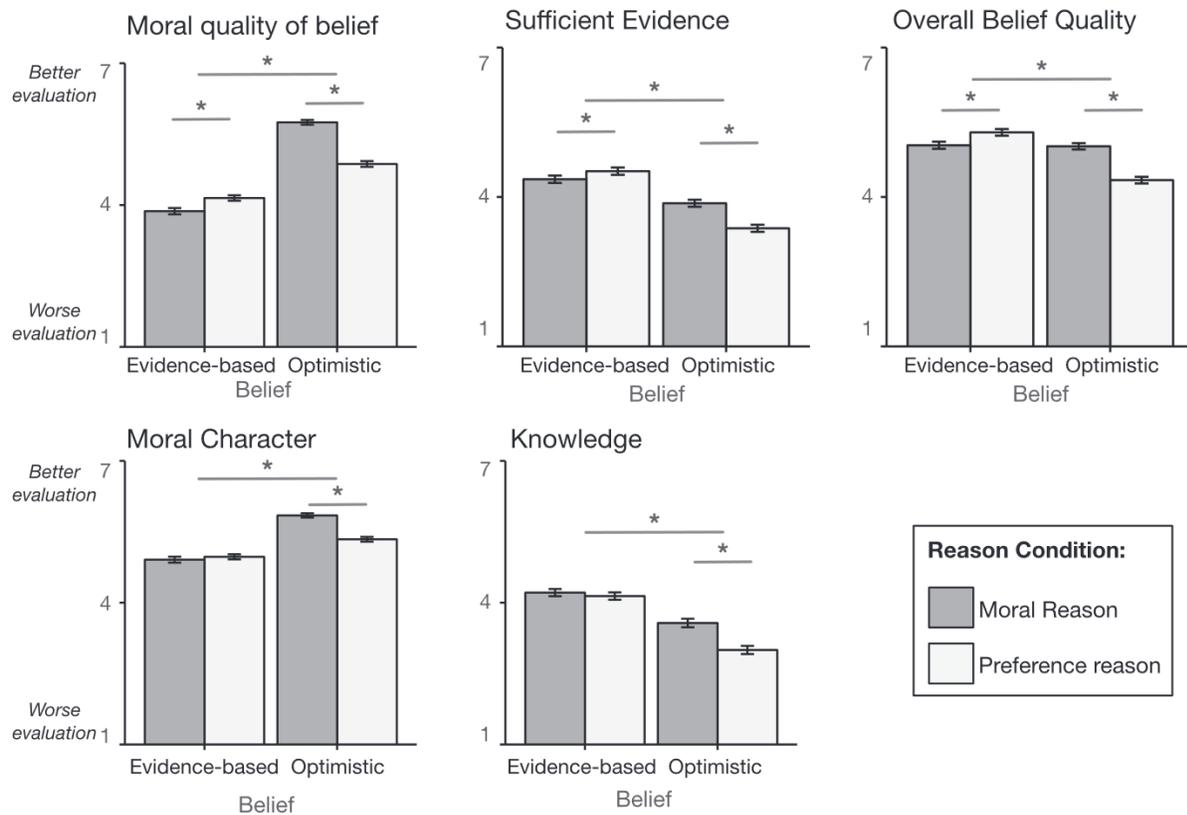 Moral quality of belief
Better
evaluation
7
*
*
*
4
Worse
evaluation
1
Evidence-based Optimistic
Belief
Sufficient Evidence
7
*
*
*
4
1
Evidence-based Optimistic
Belief
Overall Belief Quality
7
*
*
*
4
1
Evidence-based Optimistic
Belief
Moral Character
Better
evaluation
7
*
*
4
Worse
evaluation
1
Evidence-based Optimistic
Belief
Knowledge
7
*
*
4
1
Evidence-based Optimistic
Belief
Reason Condition:
Moral Reason
Preference reason